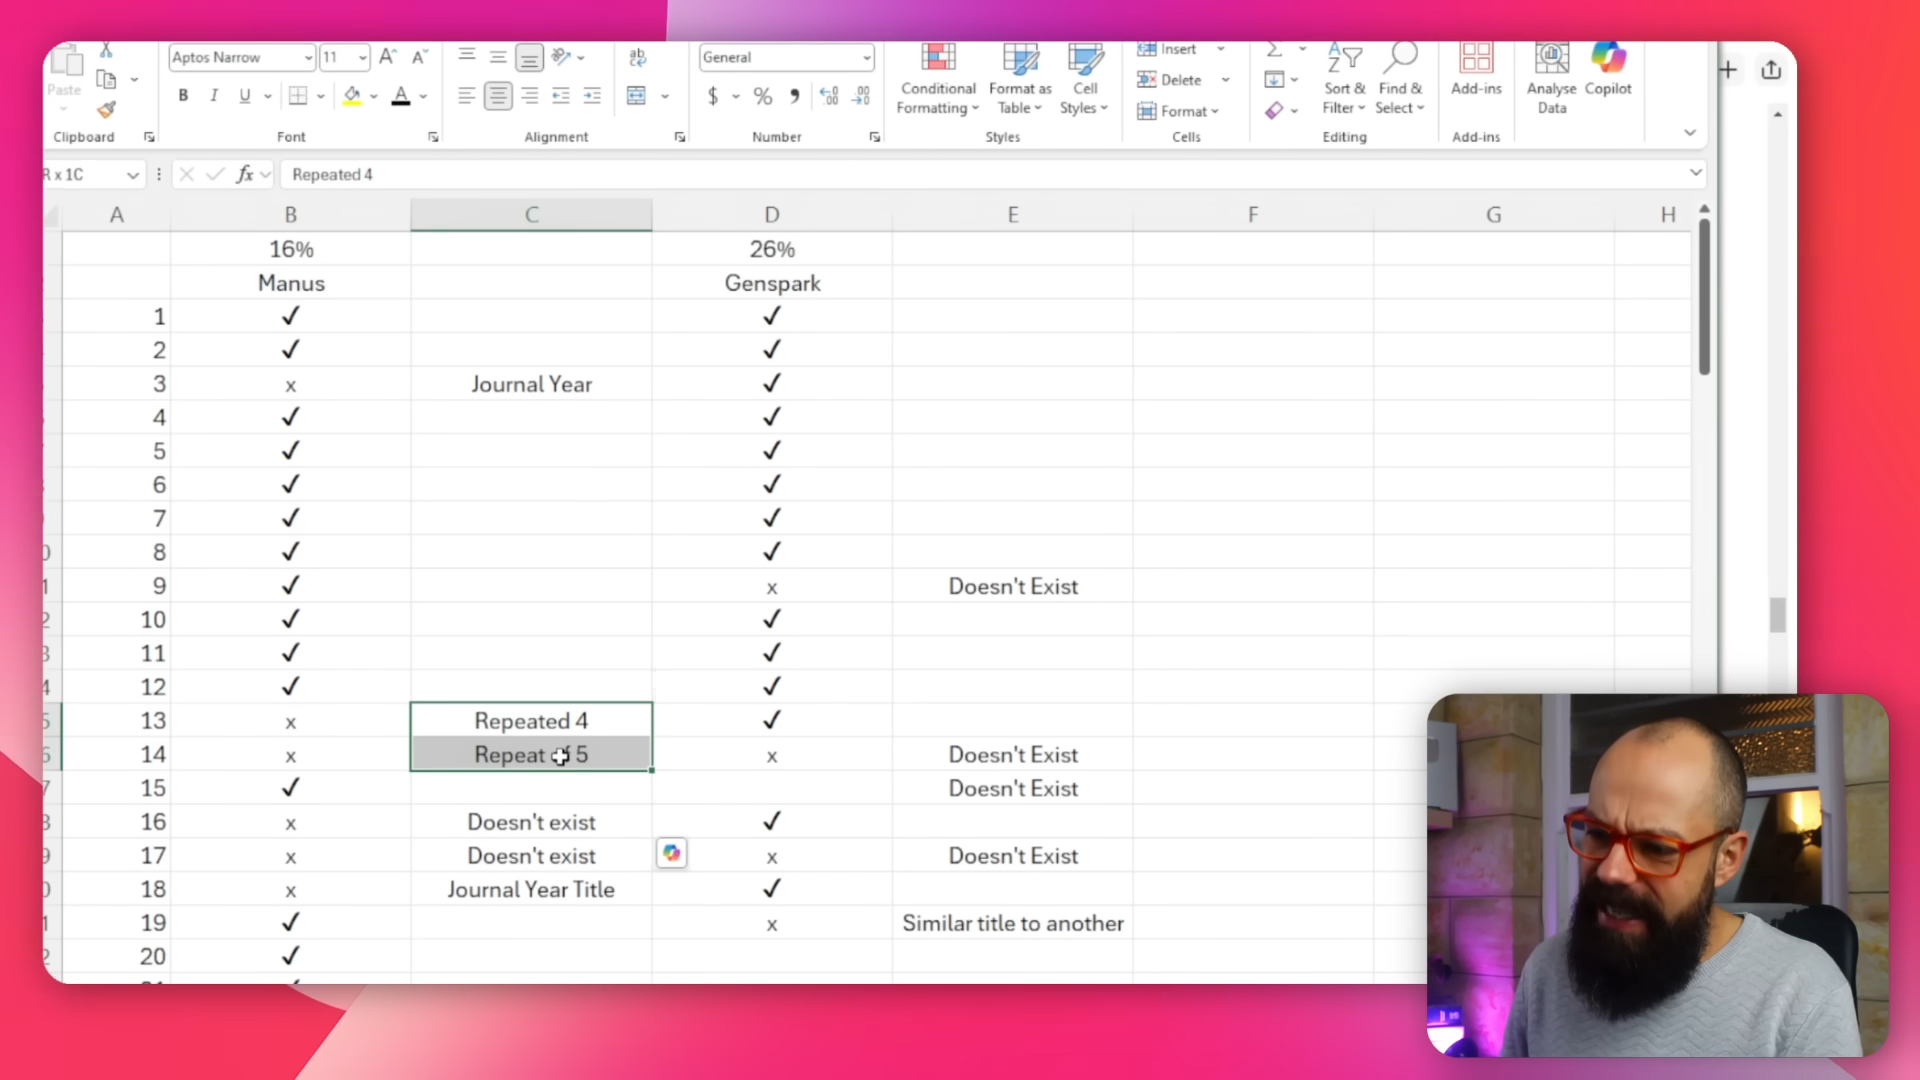 Aptos Narrow 11 General Insert
Paste Conditional Format as Cell Delete Sort & Find & Add-ins Analyse Copilot
B I U A $ % Formatting Table Styles Format Filter Select Data
Clipboard Font Alignment Number Styles Cells Editing Add-ins
R x 1C fx Repeated 4
A B C D E F G H
16% 26%
Manus Genspark
1 ✓ ✓
2 ✓ ✓
3 x Journal Year ✓
4 ✓ ✓
5 ✓ ✓
6 ✓ ✓
7 ✓ ✓
8 ✓ ✓
9 ✓ x Doesn't Exist
10 ✓ ✓
11 ✓ ✓
12 ✓ ✓
13 x Repeated 4 ✓
14 x Repeat of 5 x Doesn't Exist
15 ✓ Doesn't Exist
16 x Doesn't exist ✓
17 x Doesn't exist x Doesn't Exist
18 x Journal Year Title ✓
19 ✓ x Similar title to another
20 ✓